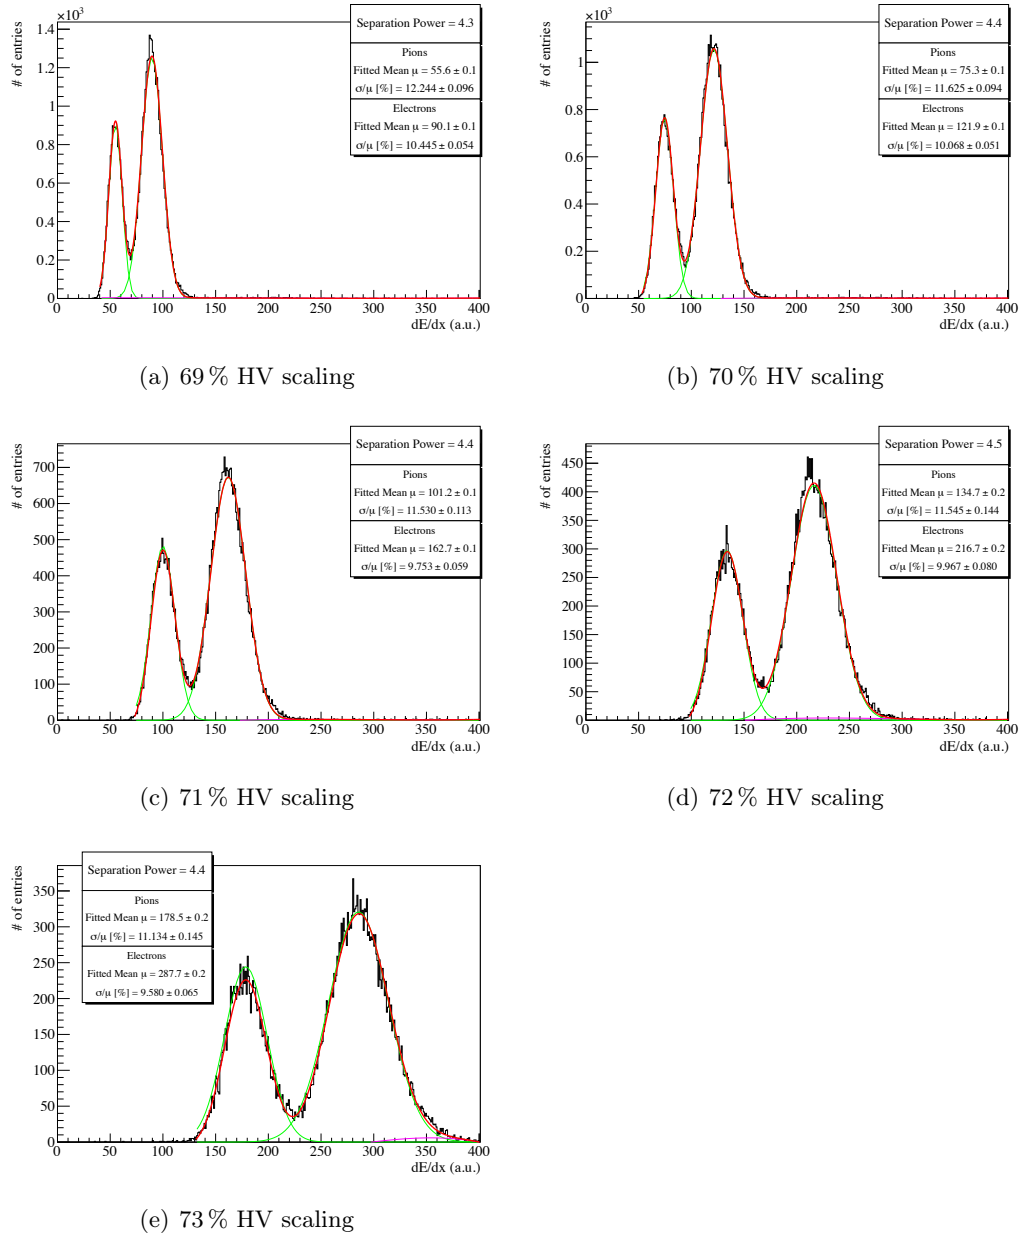 ×10³
# of entries
1.4
1.2
1
0.8
0.6
0.4
0.2
0
0 50 100 150 200 250 300 350 400
dE/dx (a.u.)
Separation Power = 4.3
Pions
Fitted Mean μ = 55.6 ± 0.1
σ/μ [%] = 12.244 ± 0.096
Electrons
Fitted Mean μ = 90.1 ± 0.1
σ/μ [%] = 10.445 ± 0.054
(a) 69 % HV scaling
×10³
# of entries
1
0.8
0.6
0.4
0.2
0
0 50 100 150 200 250 300 350 400
dE/dx (a.u.)
Separation Power = 4.4
Pions
Fitted Mean μ = 75.3 ± 0.1
σ/μ [%] = 11.625 ± 0.094
Electrons
Fitted Mean μ = 121.9 ± 0.1
σ/μ [%] = 10.068 ± 0.051
(b) 70 % HV scaling
# of entries
700
600
500
400
300
200
100
0
0 50 100 150 200 250 300 350 400
dE/dx (a.u.)
Separation Power = 4.4
Pions
Fitted Mean μ = 101.2 ± 0.1
σ/μ [%] = 11.530 ± 0.113
Electrons
Fitted Mean μ = 162.7 ± 0.1
σ/μ [%] = 9.753 ± 0.059
(c) 71 % HV scaling
# of entries
450
400
350
300
250
200
150
100
50
0
0 50 100 150 200 250 300 350 400
dE/dx (a.u.)
Separation Power = 4.5
Pions
Fitted Mean μ = 134.7 ± 0.2
σ/μ [%] = 11.545 ± 0.144
Electrons
Fitted Mean μ = 216.7 ± 0.2
σ/μ [%] = 9.967 ± 0.080
(d) 72 % HV scaling
# of entries
350
300
250
200
150
100
50
0
0 50 100 150 200 250 300 350 400
dE/dx (a.u.)
Separation Power = 4.4
Pions
Fitted Mean μ = 178.5 ± 0.2
σ/μ [%] = 11.134 ± 0.145
Electrons
Fitted Mean μ = 287.7 ± 0.2
σ/μ [%] = 9.580 ± 0.065
(e) 73 % HV scaling